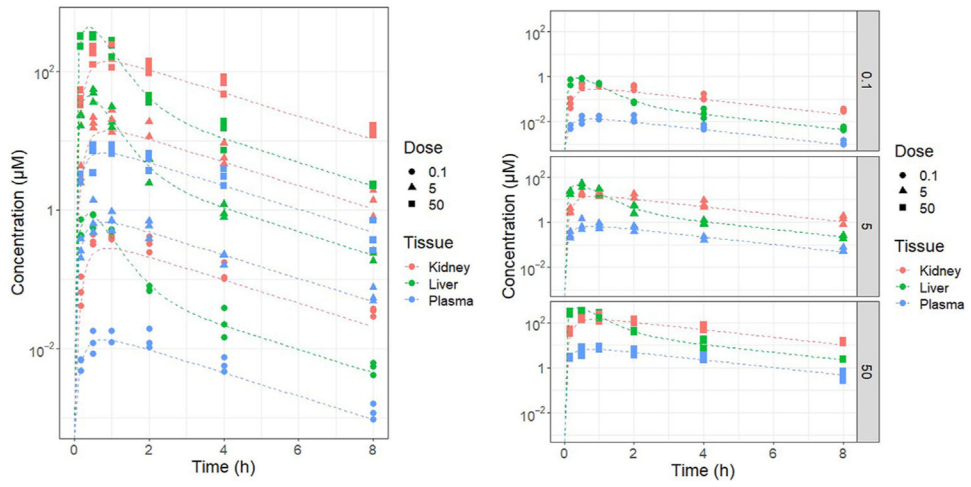 Concentration (µM)
10²
1
10⁻²
0
2
4
6
8
Time (h)
Dose
0.1
5
50
Tissue
Kidney
Liver
Plasma
Concentration (µM)
10²
1
10⁻²
0.1
10²
1
10⁻²
5
10²
1
10⁻²
50
0
2
4
6
8
Time (h)
Dose
0.1
5
50
Tissue
Kidney
Liver
Plasma